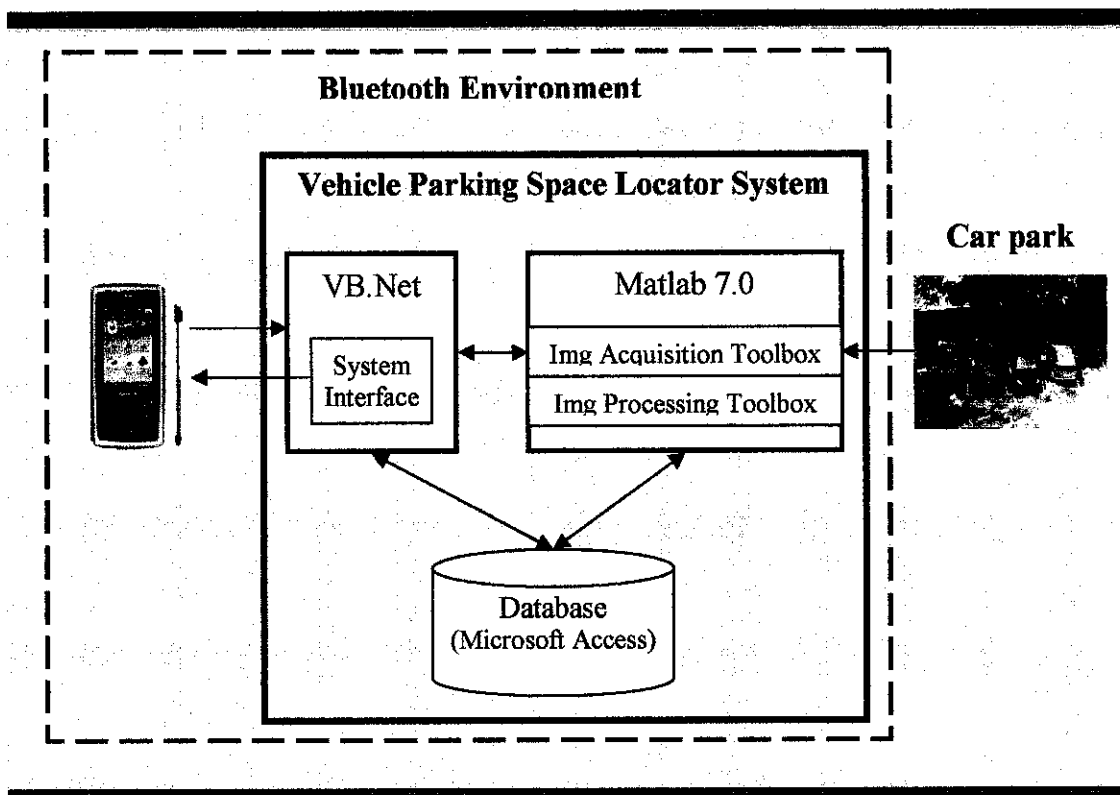 Bluetooth Environment
Vehicle Parking Space Locator System
Car park
VB.Net
System
Interface
Matlab 7.0
Img Acquisition Toolbox
Img Processing Toolbox
Database
(Microsoft Access)